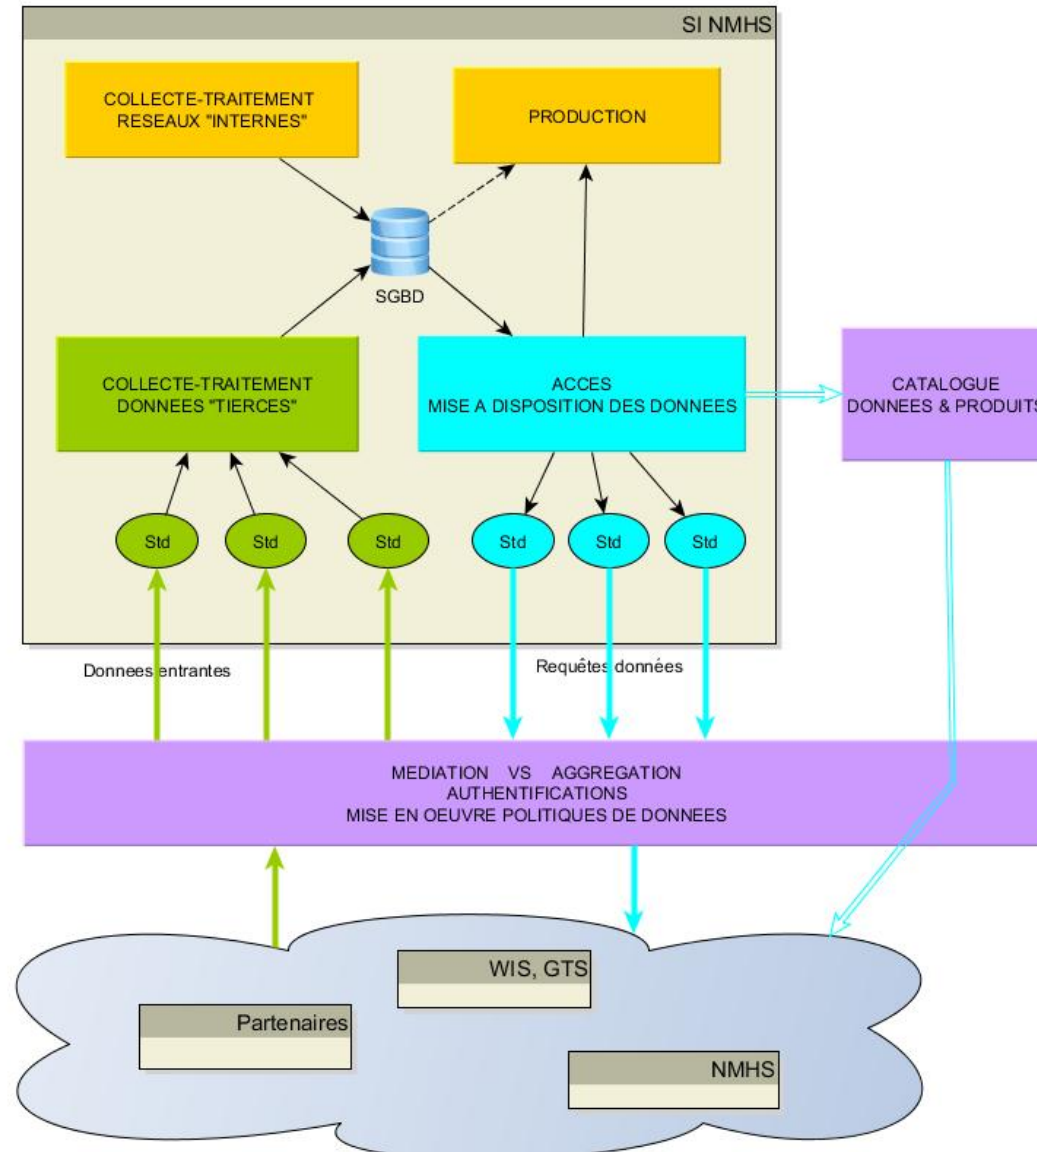 SI NMHS
COLLECTE-TRAITEMENT
RESEAUX "INTERNES"
PRODUCTION
SGBD
COLLECTE-TRAITEMENT
DONNEES "TIERCES"
ACCES
MISE A DISPOSITION DES DONNEES
CATALOGUE
DONNEES & PRODUITS
Std
Std
Std
Std
Std
Std
Donnees entrantes
Requêtes données
MEDIATION VS AGGREGATION
AUTHENTIFICATIONS
MISE EN OEUVRE POLITIQUES DE DONNEES
WIS, GTS
Partenaires
NMHS